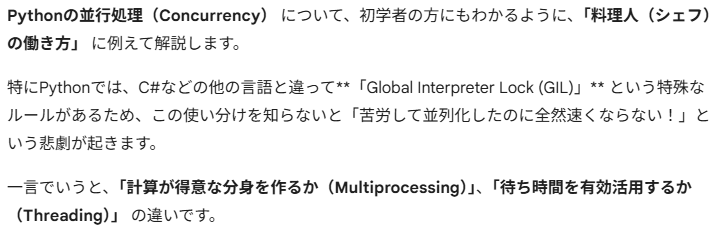 Pythonの並行処理（Concurrency） について、初学者の方にもわかるように、「料理人（シェフ）
の働き方」 に例えて解説します。
特にPythonでは、C#などの他の言語と違って**「Global Interpreter Lock (GIL)」** という特殊な
ルールがあるため、この使い分けを知らないと「苦労して並列化したのに全然速くならない！」と
いう悲劇が起きます。
一言でいうと、「計算が得意な分身を作るか（Multiprocessing）」、「待ち時間を有効活用するか
（Threading）」 の違いです。